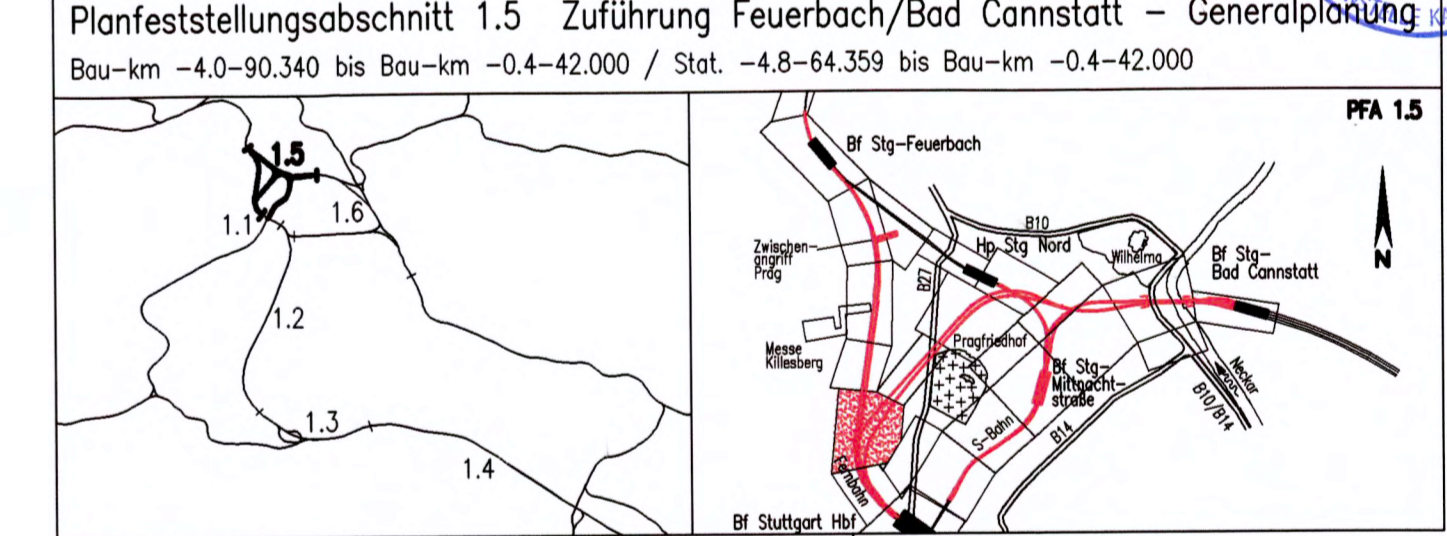 Planfeststellungsabschnitt 1.5 Zuführung Feuerbach/Bad Cannstatt – Generalplanung
Bau-km -4.0-90.340 bis Bau-km -0.4-42.000 / Stat. -4.8-64.359 bis Bau-km -0.4-42.000
1.5
1.1
1.6
1.2
1.3
1.4
PFA 1.5
Bf Stg-Feuerbach
N
B10
Hp Stg Nord
Wilhelma
Bf Stg-
Bad Cannstatt
Zwischen-
angriff
Prag
B27
Messe
Killesberg
Pragfriedhof
Bf Stg-
Mittnacht-
straße
Neckar
B10/B14
S-Bahn
B14
Fernbahn
Bf Stuttgart Hbf